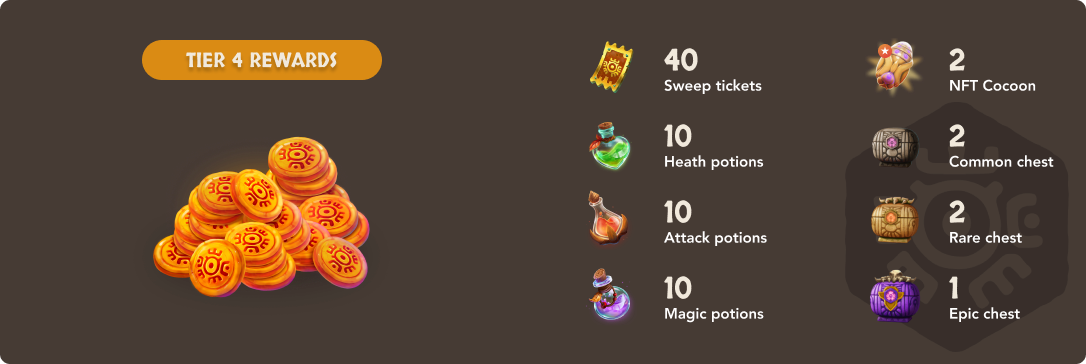 TIER 4 REWARDS
40
Sweep tickets
10
Heath potions
10
Attack potions
10
Magic potions
2
NFT Cocoon
2
Common chest
2
Rare chest
1
Epic chest